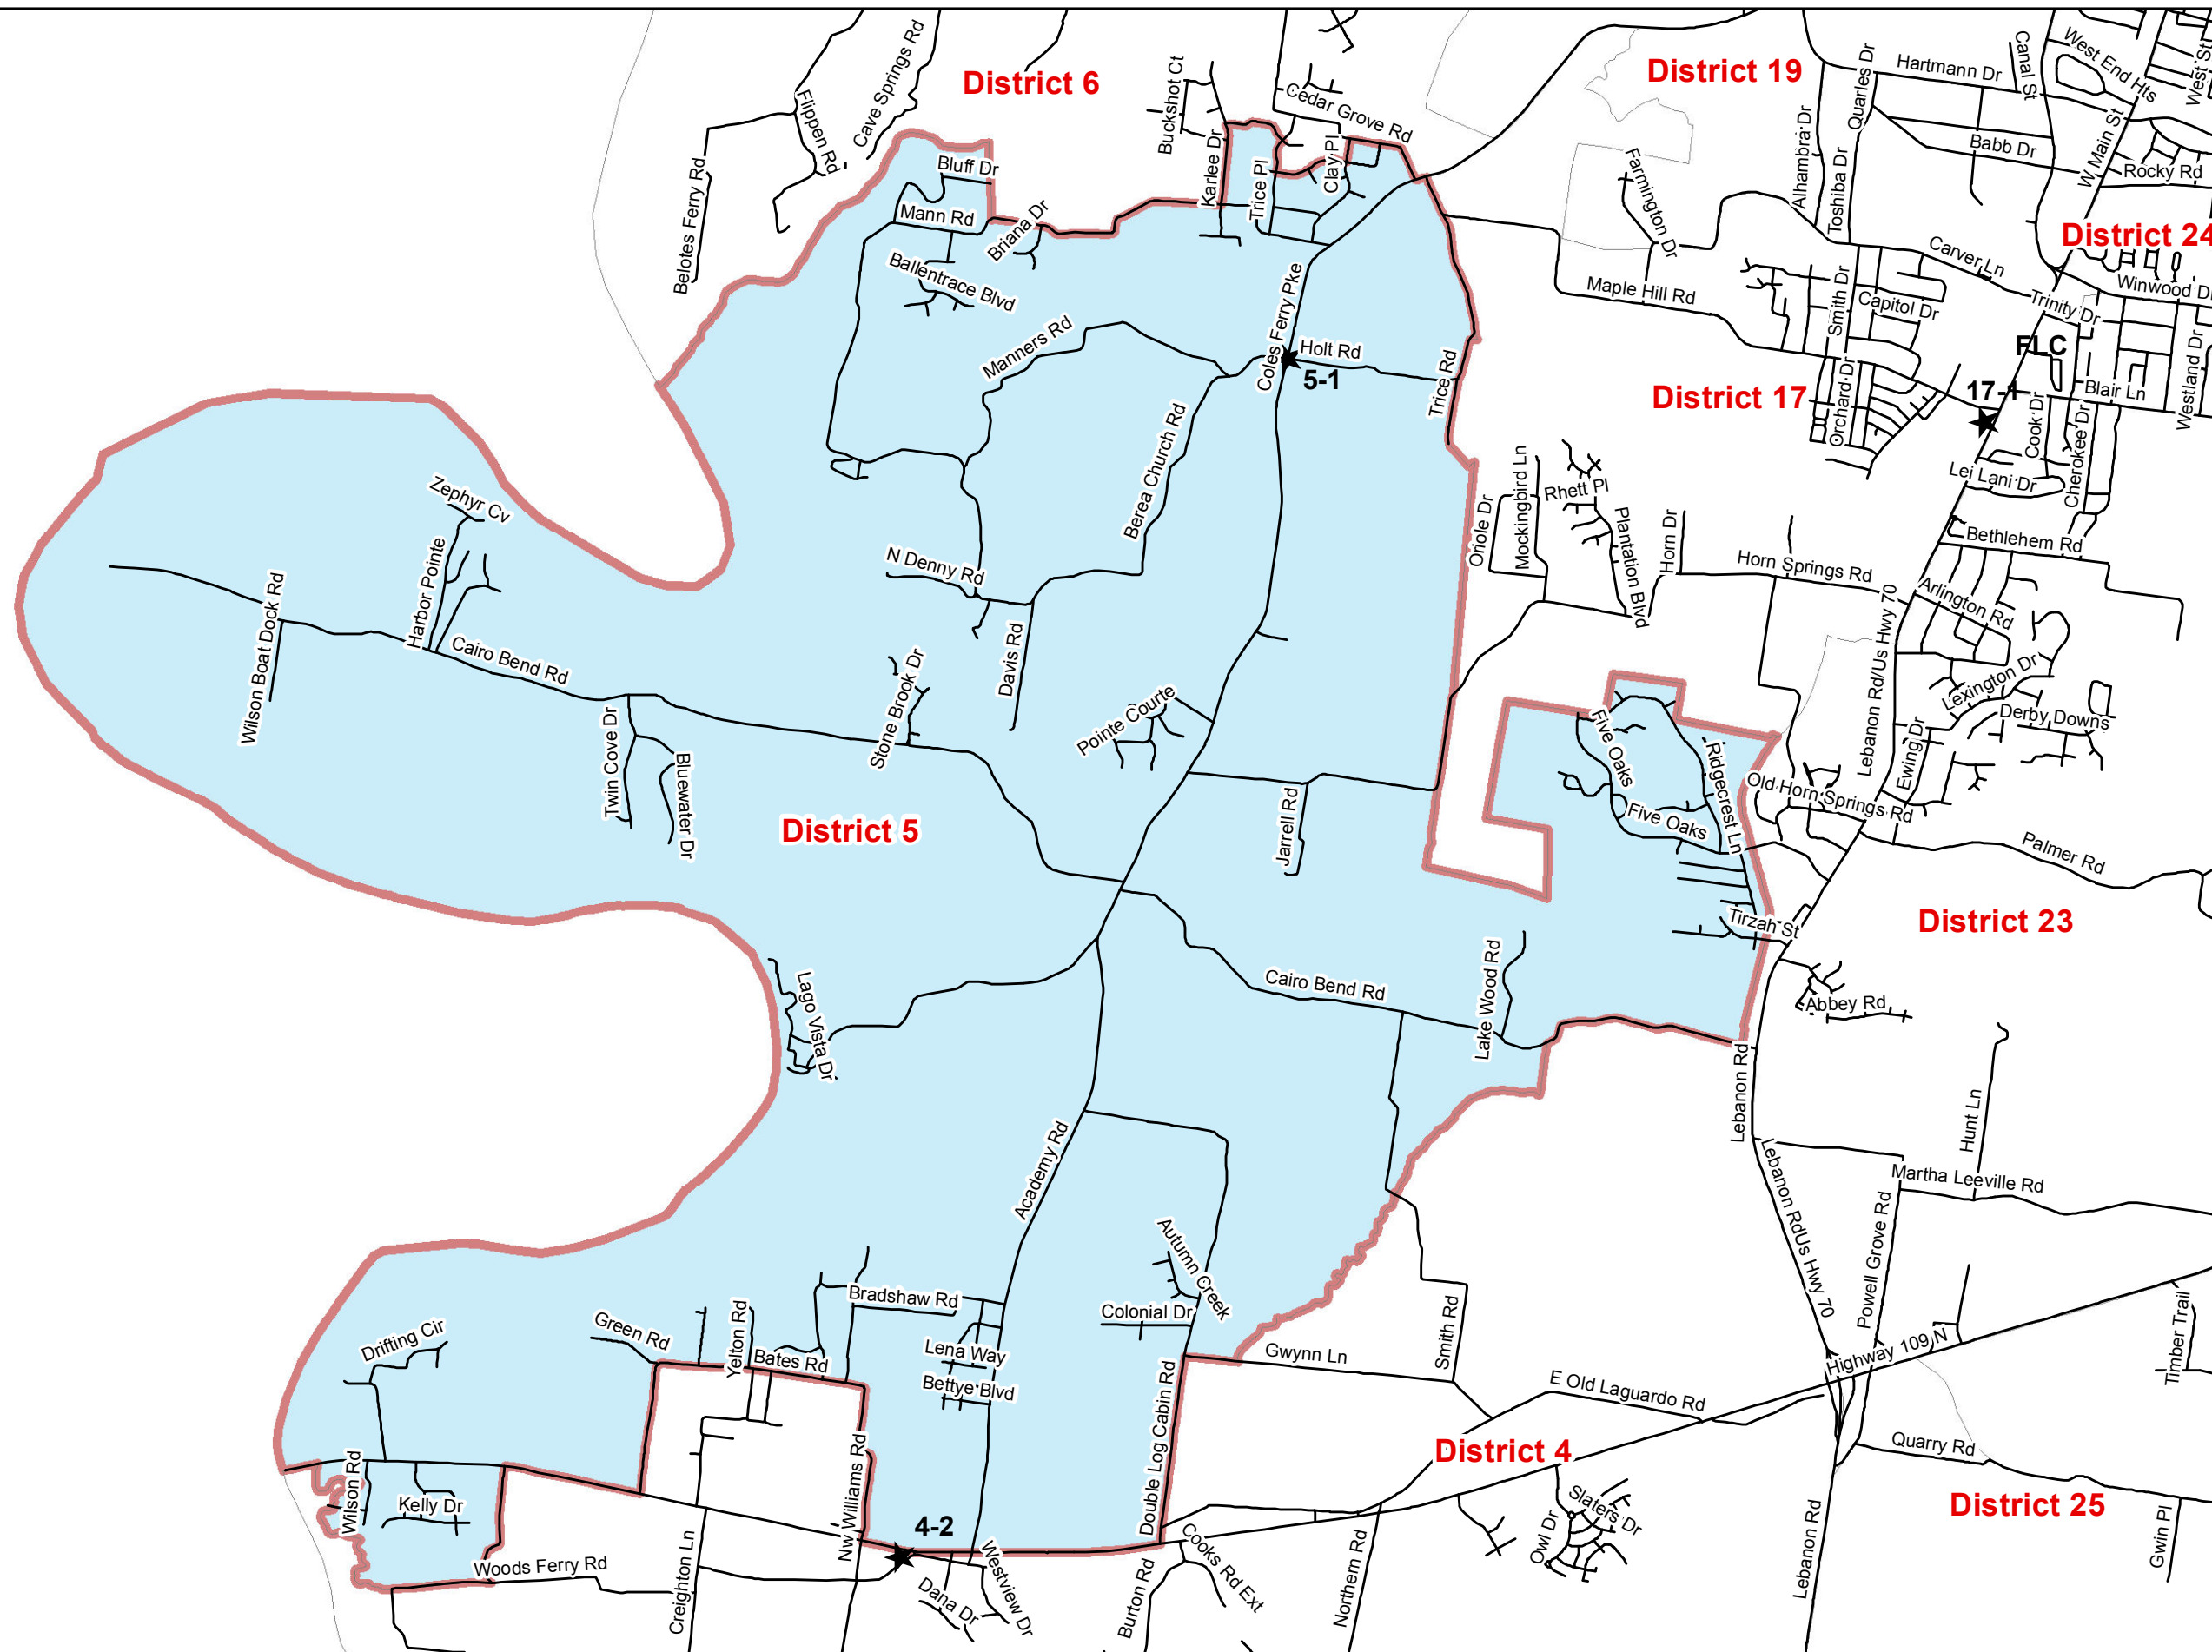 Cave Springs Rd
Flippen Rd
Belotes Ferry Rd
District 6
Buckshot Ct
Karlee Dr
Trice Pl
Clay Pl
Cedar Grove Rd
District 19
Hartmann Dr
Canal St
West End Hts
West St
Quarles Dr
Alhambra Dr
Toshiba Dr
Babb Dr
W Main St
Rocky Rd
Farmington Dr
District 24
Bluff Dr
Mann Rd
Briana Dr
Ballentrace Blvd
Carver Ln
Winwood D
Trinity Dr
Maple Hill Rd
Smith Dr
Capitol Dr
Coles Ferry Pke
Manners Rd
Holt Rd
5-1
Trice Rd
FLC
Westland Dr
District 17
17-1
Blair Ln
Orchard Dr
Cook Dr
Cherokee Dr
Lei Lani Dr
Berea Church Rd
Zephyr Cv
Harbor Pointe
Wilson Boat Dock Rd
Cairo Bend Rd
N Denny Rd
Davis Rd
Oriole Dr
Mockingbird Ln
Rhett Pl
Plantation Blvd
Horn Dr
Horn Springs Rd
Bethlehem Rd
Arlington Rd
Lebanon Rd/Us Hwy 70
Lexington Dr
Derby Downs
Ewing Dr
Stone Brook Dr
Pointe Courte
Twin Cove Dr
Bluewater Dr
District 5
Jarrell Rd
Five Oaks
Five Oaks
Ridgecrest Ln
Old Horn Springs Rd
Palmer Rd
District 23
Tirzah St
Lago Vista Dr
Cairo Bend Rd
Lake Wood Rd
Abbey Rd
Lebanon Rd
Hunt Ln
Academy Rd
Martha Leeville Rd
Lebanon RdUs Hwy 70
Powell Grove Rd
Autumn Creek
Bradshaw Rd
Colonial Dr
Drifting Cir
Green Rd
Yelton Rd
Bates Rd
Lena Way
Bettye Blvd
Gwynn Ln
Smith Rd
Highway 109 N
Timber Trail
E Old Laguardo Rd
Double Log Cabin Rd
District 4
Quarry Rd
District 25
Wilson Rd
Kelly Dr
Woods Ferry Rd
Creighton Ln
Nw Williams Rd
4-2
Dana Dr
Westview Dr
Burton Rd
Cooks Rd Ext
Northern Rd
Owl Dr
Slaters Dr
Lebanon Rd
Gwin Pl